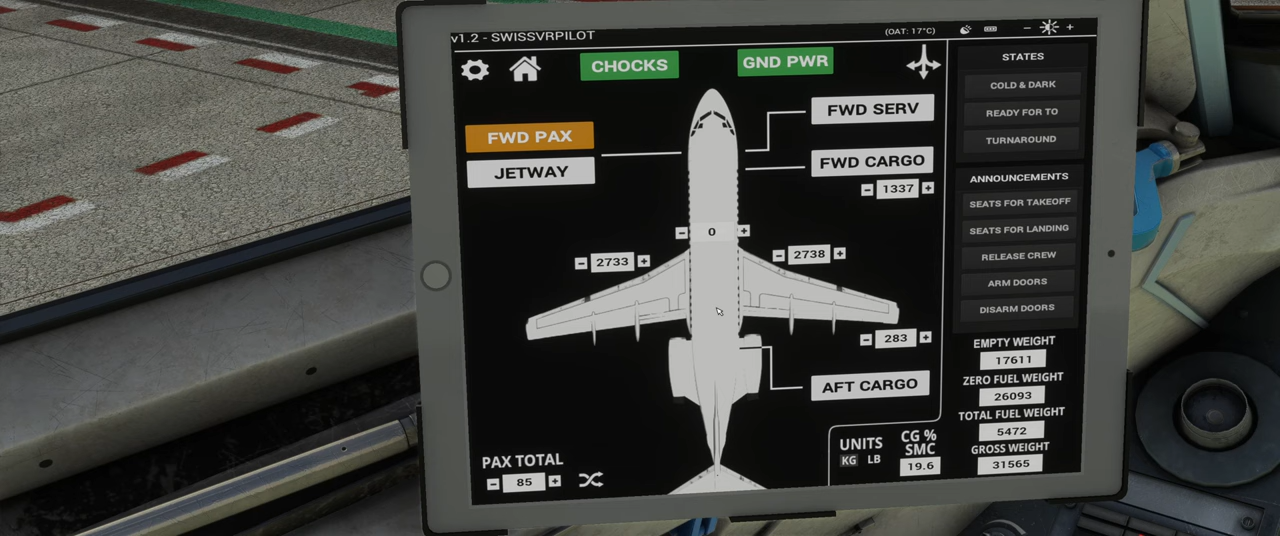 v1.2 - SWISSVRPILOT
(OAT: 17°C)
CHOCKS
GND PWR
FWD PAX
JETWAY
FWD SERV
FWD CARGO
- 1337 +
- 0 +
- 2733 +
- 2738 +
- 283 +
AFT CARGO
PAX TOTAL
- 85 +
UNITS
KG LB
CG %
SMC
19.6
- +
STATES
COLD & DARK
READY FOR TO
TURNAROUND
ANNOUNCEMENTS
SEATS FOR TAKEOFF
SEATS FOR LANDING
RELEASE CREW
ARM DOORS
DISARM DOORS
EMPTY WEIGHT
17611
ZERO FUEL WEIGHT
26093
TOTAL FUEL WEIGHT
5472
GROSS WEIGHT
31565